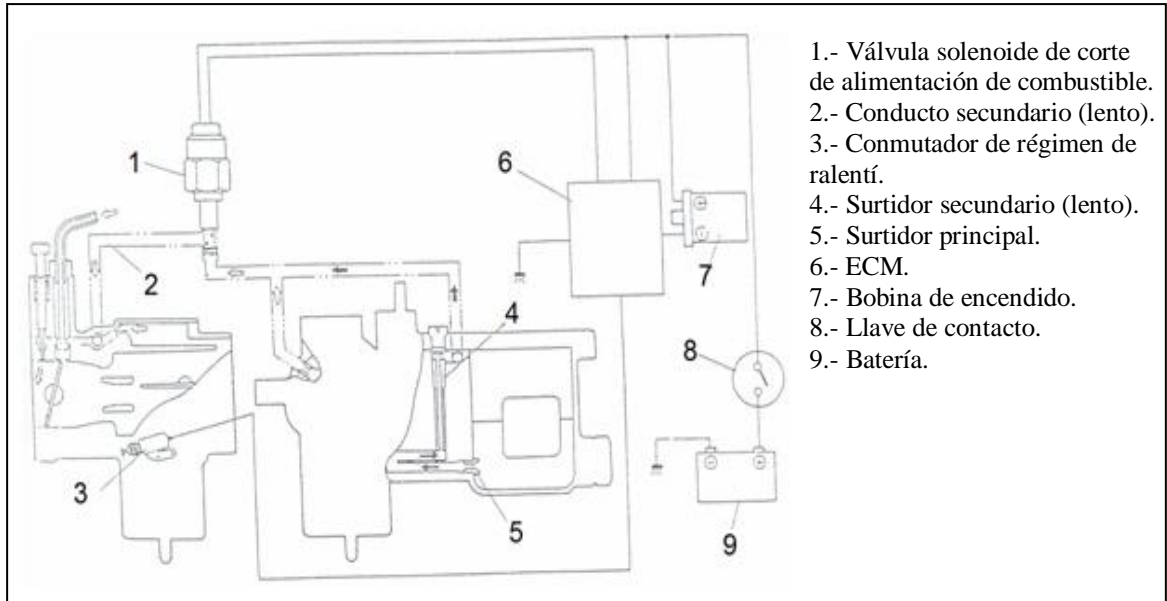 1.- Válvula solenoide de corte
de alimentación de combustible.
2.- Conducto secundario (lento).
3.- Conmutador de régimen de
ralentí.
4.- Surtidor secundario (lento).
5.- Surtidor principal.
6.- ECM.
7.- Bobina de encendido.
8.- Llave de contacto.
9.- Batería.
1
6
7
2
4
8
3
5
9